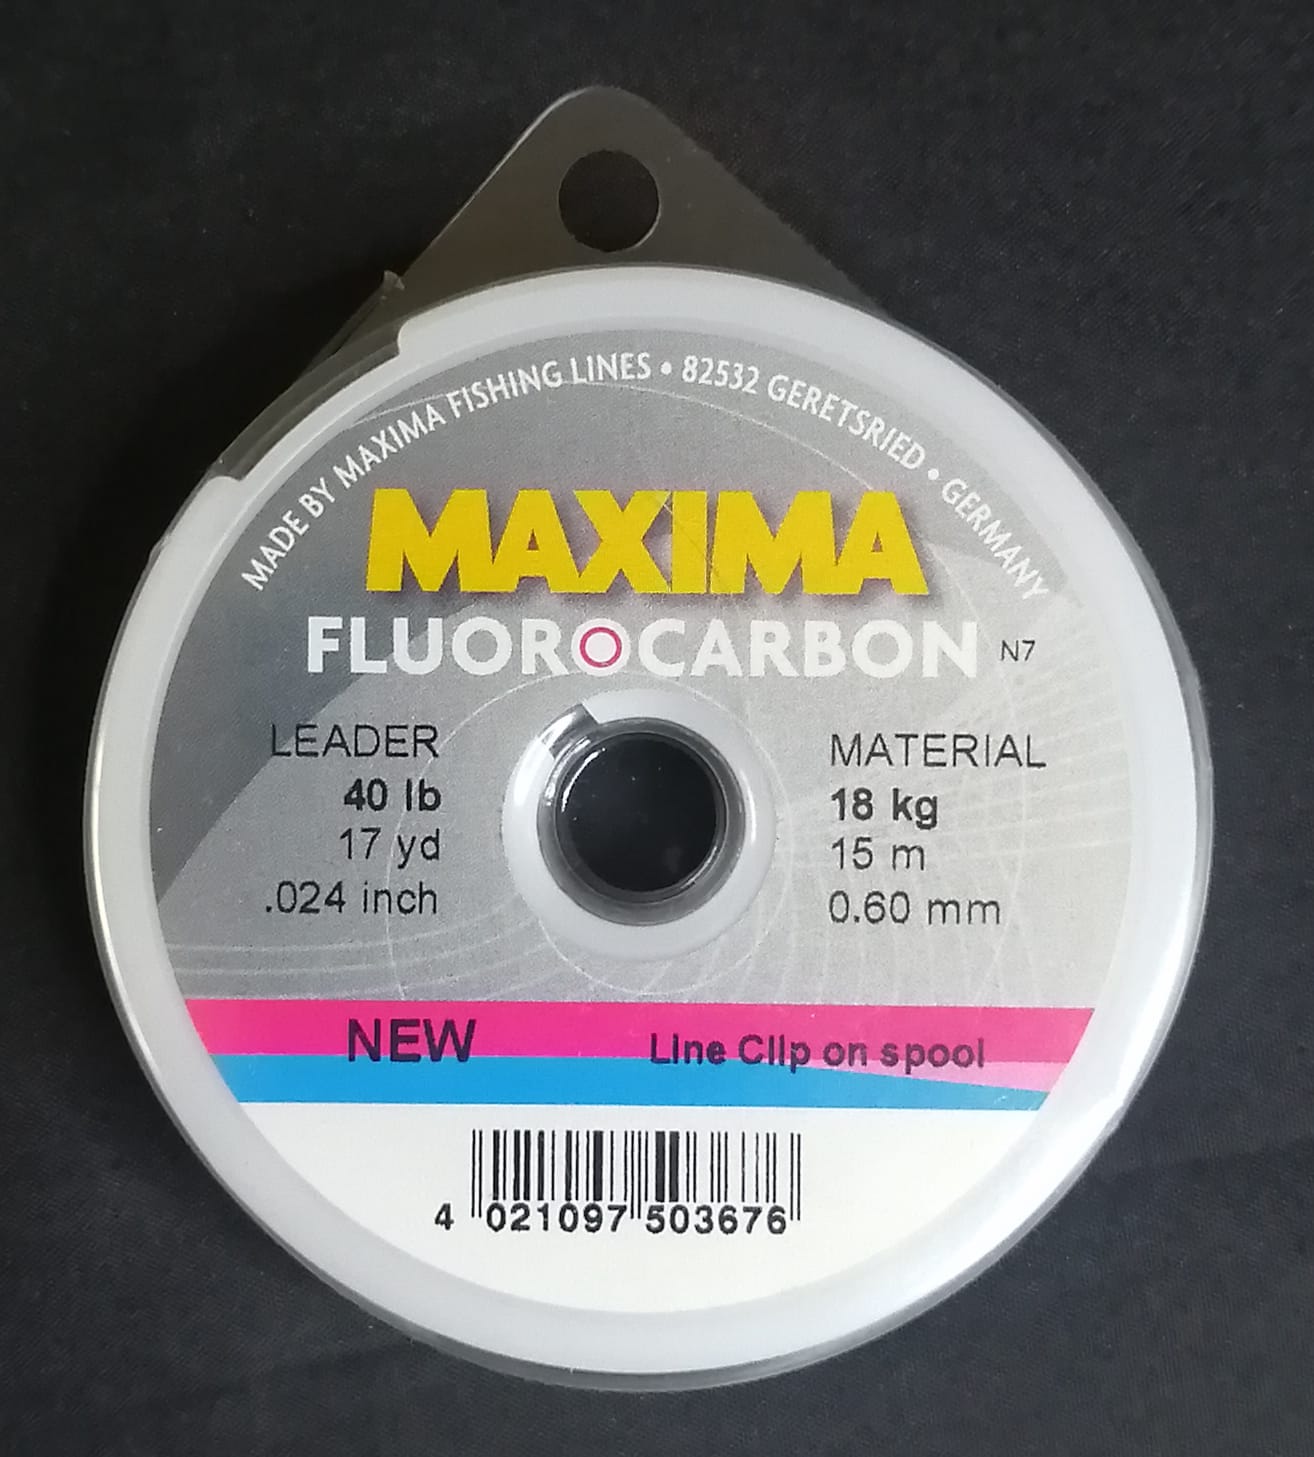 MADE BY MAXIMA FISHING LINES • 82532 GERETSRIED • GERMANY
MAXIMA
FLUOROCARBON N7
LEADER
40 lb
17 yd
.024 inch
MATERIAL
18 kg
15 m
0.60 mm
NEW Line Clip on spool
4 021097 503676